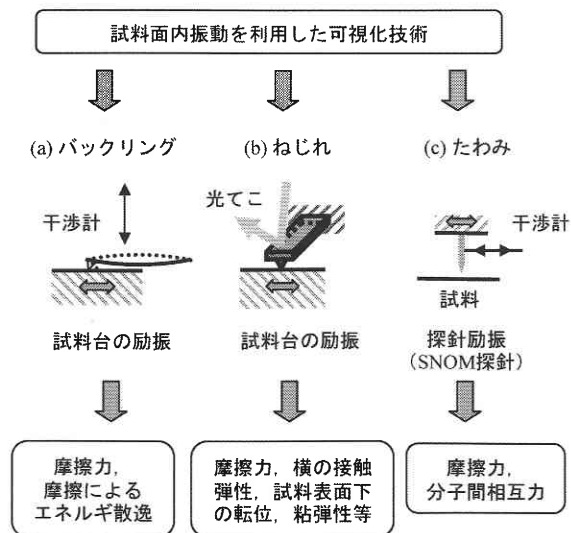 試料面内振動を利用した可視化技術
(a) バックリング
(b) ねじれ
(c) たわみ
干渉計
光てこ
干渉計
試料
試料台の励振
試料台の励振
探針励振
（SNOM探針）
摩擦力，
摩擦による
エネルギ散逸
摩擦力，横の接触
弾性，試料表面下
の転位，粘弾性等
摩擦力，
分子間相互力